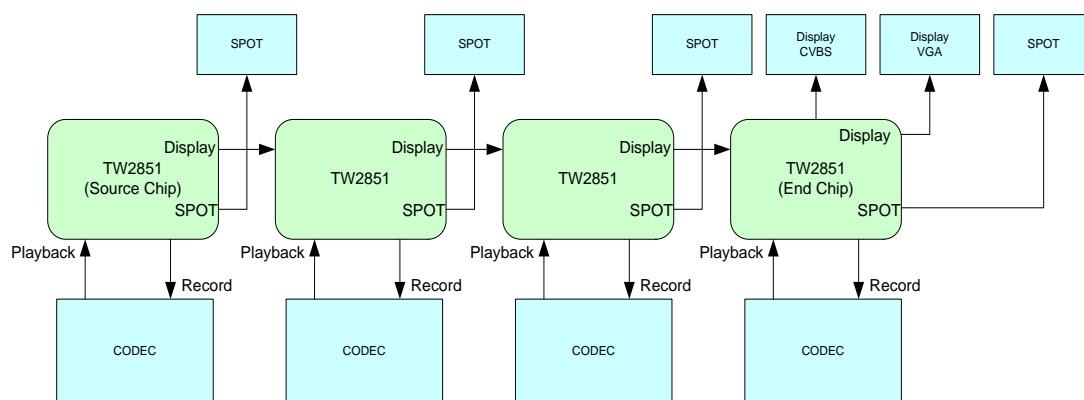 SPOT
SPOT
SPOT
Display
CVBS
Display
VGA
SPOT
Display
TW2851
(Source Chip)
SPOT
Display
TW2851
SPOT
Display
TW2851
SPOT
Display
TW2851
(End Chip)
SPOT
Playback
Record
Playback
Record
Playback
Record
Playback
Record
CODEC
CODEC
CODEC
CODEC